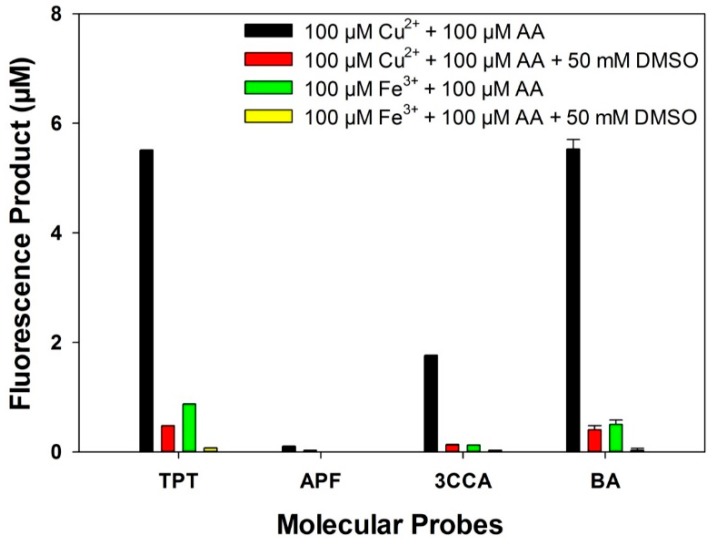 8
100 µM Cu²⁺ + 100 µM AA
100 µM Cu²⁺ + 100 µM AA + 50 mM DMSO
100 µM Fe³⁺ + 100 µM AA
100 µM Fe³⁺ + 100 µM AA + 50 mM DMSO
6
4
2
0
Fluorescence Product (µM)
TPT APF 3CCA BA
Molecular Probes